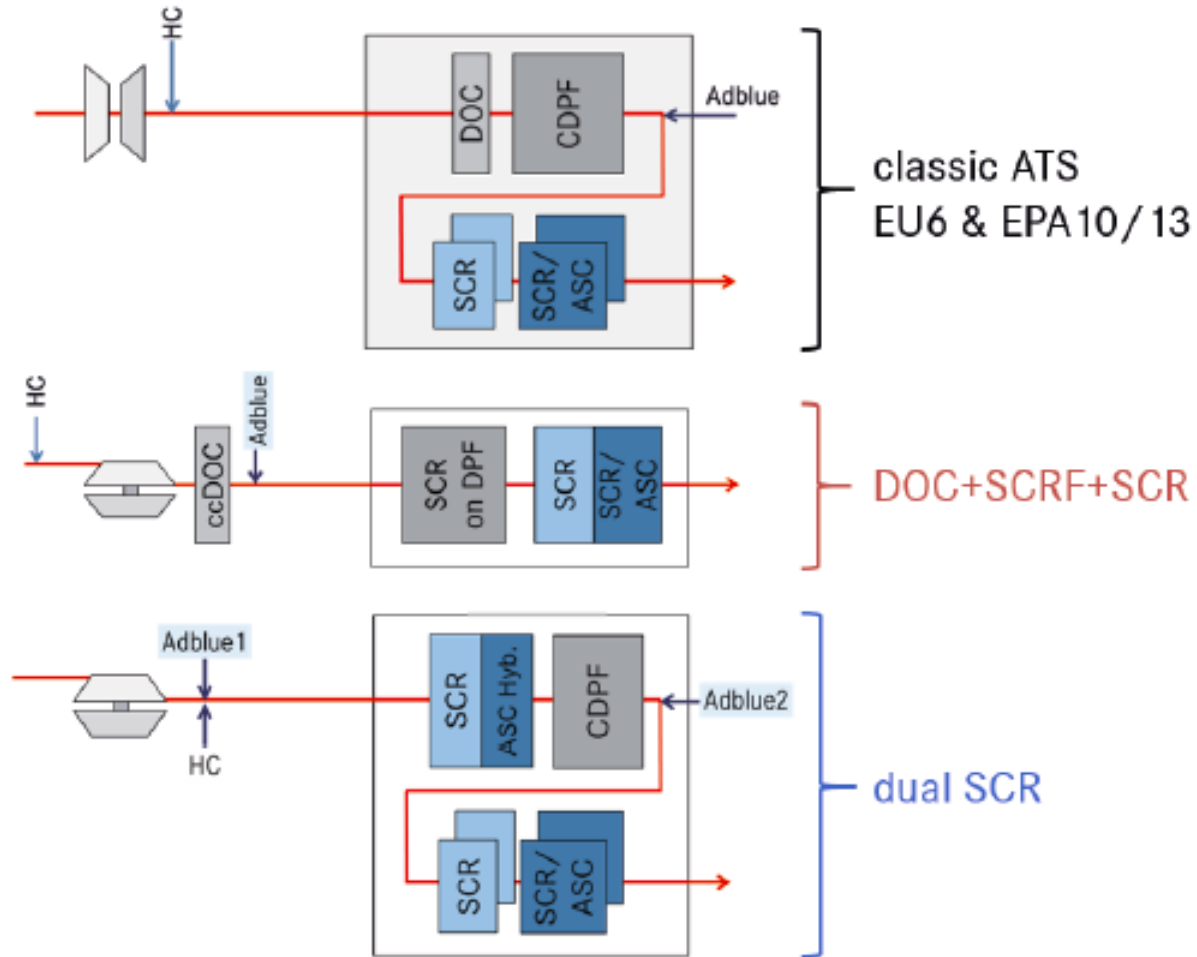 HC
DOC
CDPF
Adblue
SCR
SCR/
ASC
classic ATS
EU6 & EPA10/13
HC
ccDOC
Adblue
SCR
on DPF
SCR
SCR/
ASC
DOC+SCRF+SCR
Adblue1
HC
SCR
ASC Hyb.
CDPF
Adblue2
SCR
SCR/
ASC
dual SCR